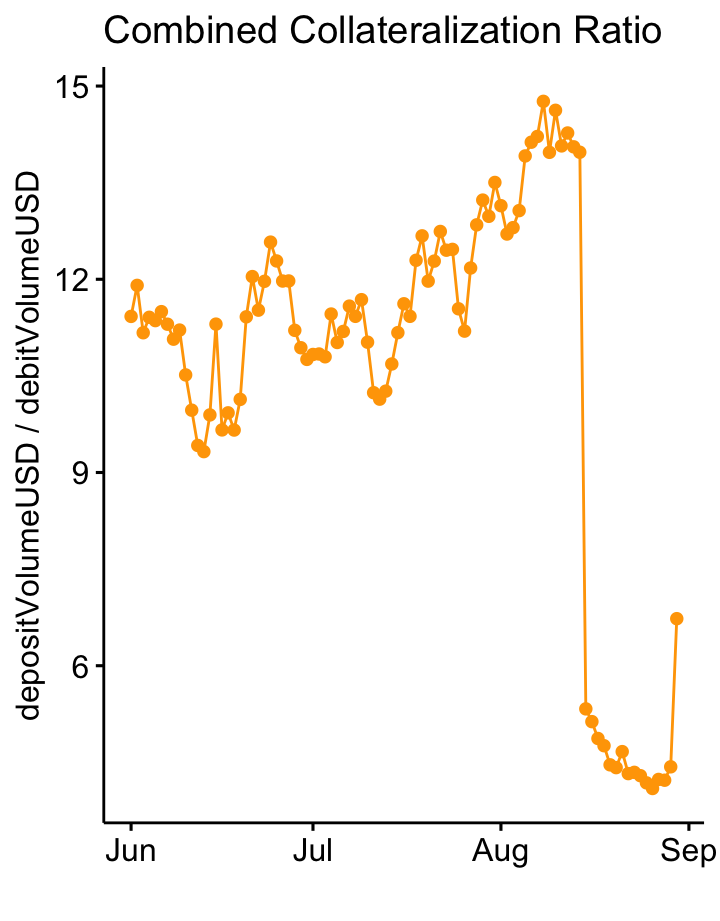 Combined Collateralization Ratio
depositVolumeUSD / debitVolumeUSD
15
12
9
6
Jun
Jul
Aug
Sep